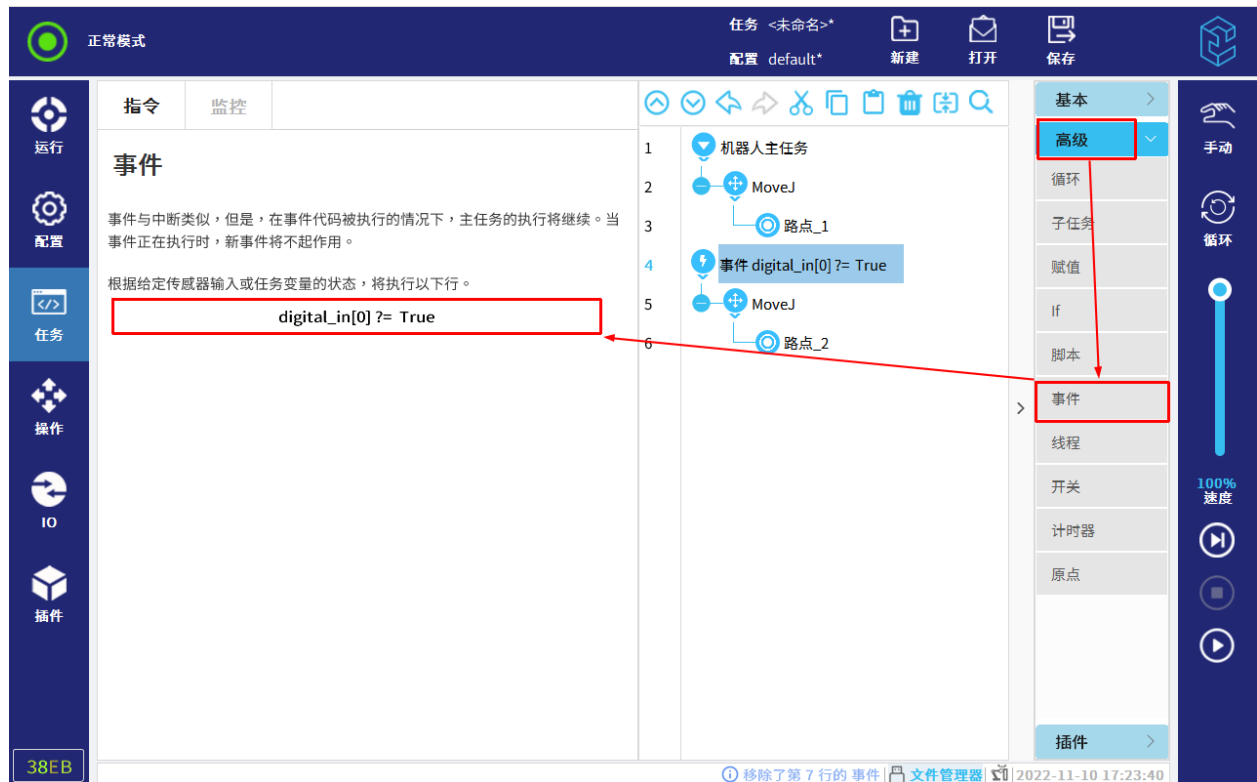 正常模式
任务 <未命名>*
配置 default*
新建
打开
保存
运行
配置
任务
操作
IO
插件
38EB
指令
监控
事件
事件与中断类似，但是，在事件代码被执行的情况下，主任务的执行将继续。当
事件正在执行时，新事件将不起作用。
根据给定传感器输入或任务变量的状态，将执行以下行。
digital_in[0] ?= True
1 机器人主任务
2 MoveJ
3 路点_1
4 事件 digital_in[0] ?= True
5 MoveJ
6 路点_2
基本
高级
循环
子任务
赋值
If
脚本
事件
线程
开关
计时器
原点
插件
手动
循环
100%
速度
移除了第 7 行的 事件
文件管理器
2022-11-10 17:23:40